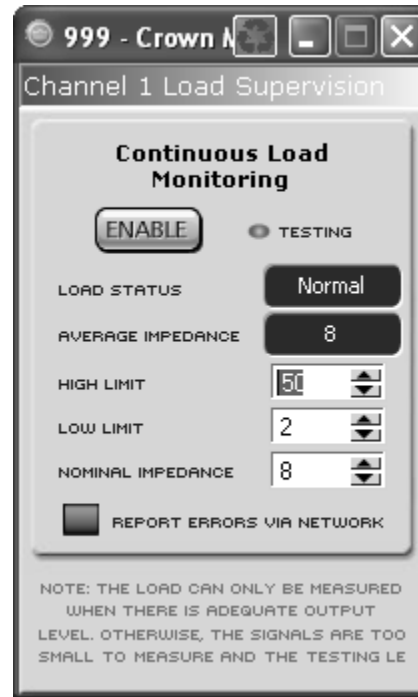 999 - Crown
Channel 1 Load Supervision
Continuous Load
Monitoring
ENABLE
TESTING
LOAD STATUS
Normal
AVERAGE IMPEDANCE
8
HIGH LIMIT
50
LOW LIMIT
2
NOMINAL IMPEDANCE
8
REPORT ERRORS VIA NETWORK
NOTE: THE LOAD CAN ONLY BE MEASURED
WHEN THERE IS ADEQUATE OUTPUT
LEVEL. OTHERWISE, THE SIGNALS ARE TOO
SMALL TO MEASURE AND THE TESTING LE